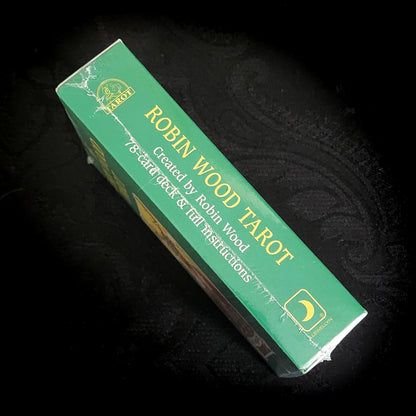 TAROT
ROBIN WOOD TAROT
Created by Robin Wood
78-card deck & full instructions